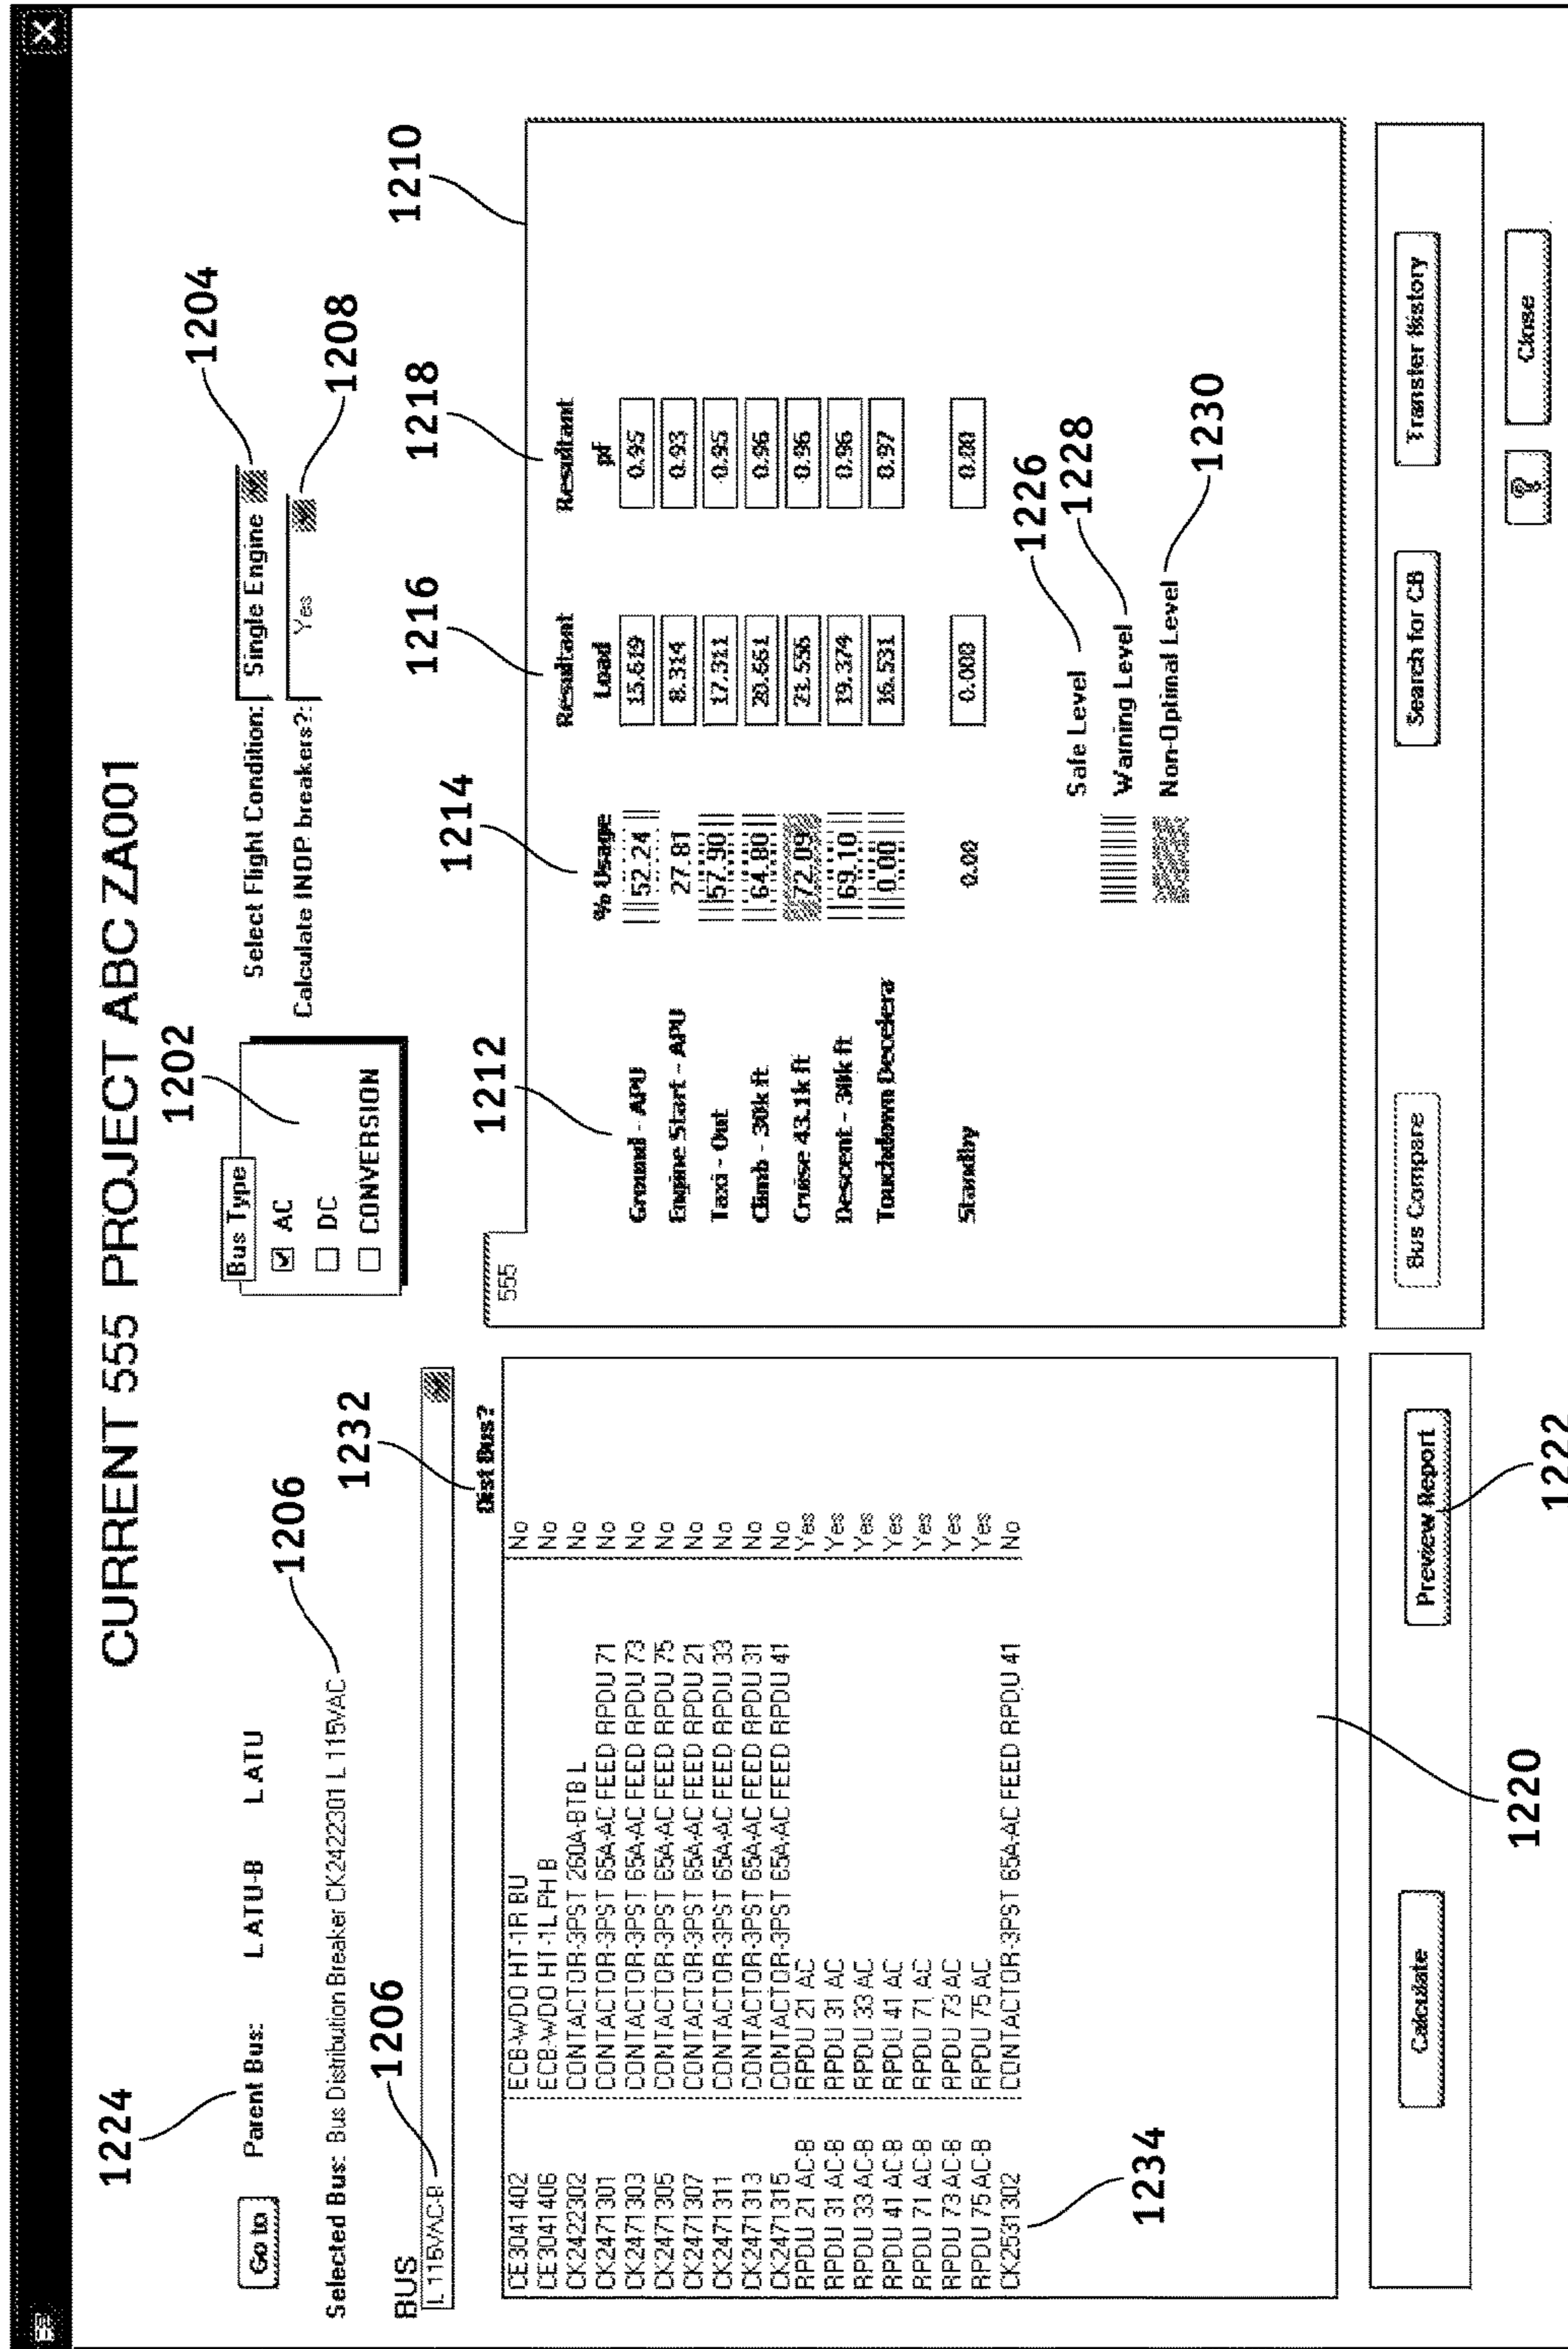 CURRENT 555 PROJECT ABC ZA001
1224
Go to Parent Bus: L ATU-B L ATU
Selected Bus: Bus Distribution Breaker CK2422301 L 115VAC 1206
BUS 1206
L 115VAC-B
1232
Dist Bus?
CE3041402 ECB-WDO HT-1R BU No
CE3041406 ECB-WDO HT-1L PH B No
CK2422302 CONTACTOR-3PST 260A-BTB L No
CK2471301 CONTACTOR-3PST 65A-AC FEED RPDU 71 No
CK2471303 CONTACTOR-3PST 65A-AC FEED RPDU 73 No
CK2471305 CONTACTOR-3PST 65A-AC FEED RPDU 75 No
CK2471307 CONTACTOR-3PST 65A-AC FEED RPDU 21 No
CK2471311 CONTACTOR-3PST 65A-AC FEED RPDU 33 No
CK2471313 CONTACTOR-3PST 65A-AC FEED RPDU 31 No
CK2471315 CONTACTOR-3PST 65A-AC FEED RPDU 41 No
RPDU 21 AC-B RPDU 21 AC Yes
RPDU 31 AC-B RPDU 31 AC Yes
RPDU 33 AC-B RPDU 33 AC Yes
RPDU 41 AC-B RPDU 41 AC Yes
RPDU 71 AC-B RPDU 71 AC Yes
RPDU 73 AC-B RPDU 73 AC Yes
RPDU 75 AC-B RPDU 75 AC Yes
CK2531302 CONTACTOR-3PST 65A-AC FEED RPDU 41 No
1234
1220
Calculate Preview Report
1222
1202
Bus Type
AC
DC
CONVERSION
Select Flight Condition: Single Engine 1204
Calculate INOP. breakers?: Yes 1208
1212 1214 1216 1218 1210
555
% Usage Resultant Load Resultant pf
Ground - APU 52.24 15.619 0.95
Engine Start - APU 27.81 8.314 0.93
Taxi - Out 57.90 17.311 0.95
Climb - 30k ft 64.80 20.661 0.96
Cruise 43.1k ft 72.09 21.556 0.96
Descent - 30k ft 69.10 19.374 0.96
Touchdown Decelera 0.00 16.531 0.97
Standby 0.00 0.000 0.00
Safe Level 1226
Warning Level 1228
Non-Optimal Level 1230
Bus Compare Search for CB Transfer History
? Close